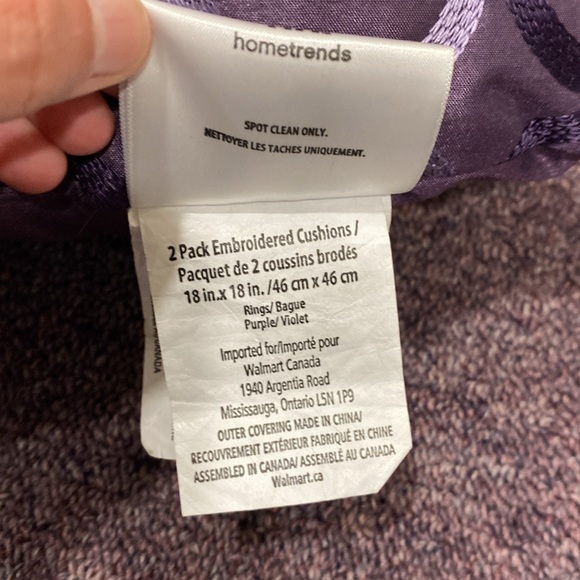 hometrends
SPOT CLEAN ONLY.
NETTOYER LES TACHES UNIQUEMENT.
2 Pack Embroidered Cushions /
Pacquet de 2 coussins brodés
18 in.x 18 in. /46 cm x 46 cm
Rings/ Bague
Purple/ Violet
Imported for/Importé pour
Walmart Canada
1940 Argentia Road
Mississauga, Ontario L5N 1P9
OUTER COVERING MADE IN CHINA/
RECOUVREMENT EXTÉRIEUR FABRIQUÉ EN CHINE
ASSEMBLED IN CANADA/ ASSEMBLÉ AU CANADA
Walmart.ca